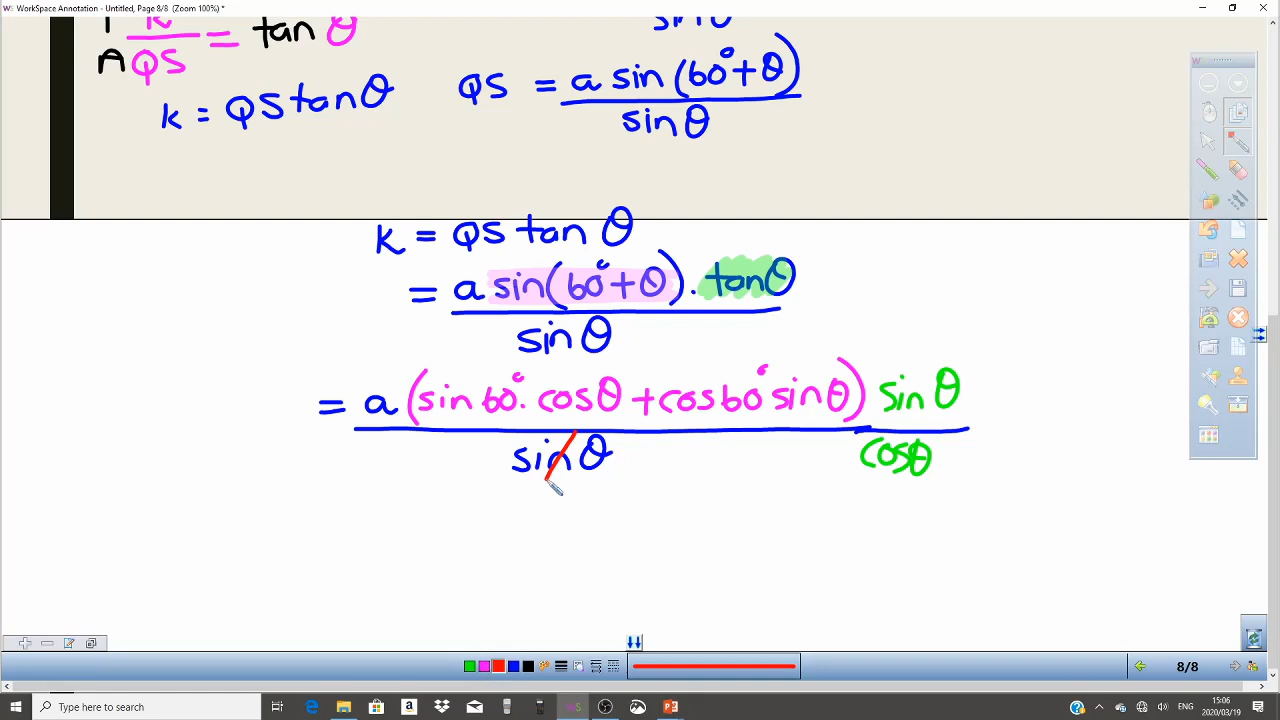 WorkSpace Annotation - Untitled, Page 8/8 (Zoom 100%) *
k/QS = tan θ
sin θ
k = QS tan θ
QS = a sin (60° + θ) / sin θ
k = QS tan θ
= a sin(60° + θ) . tan θ / sin θ
= a (sin 60° . cos θ + cos 60° sin θ) / sin θ sin θ / cos θ
8/8
Type here to search
ENG
15:06
2020/03/19